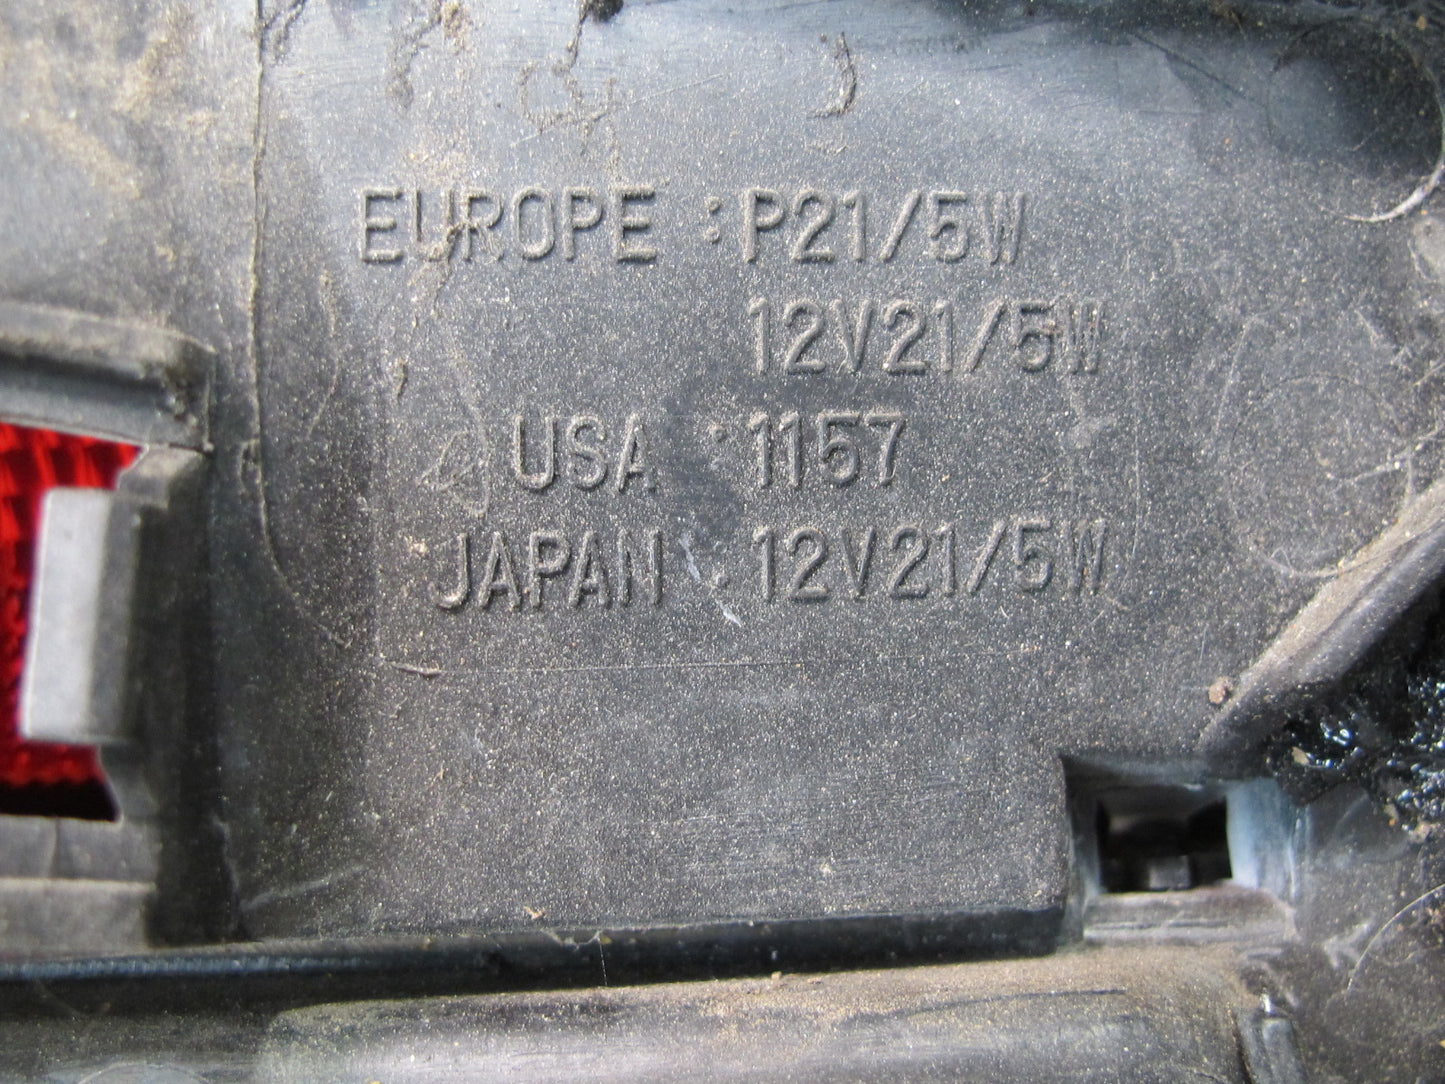 EUROPE : P21/5W
12V21/5W
USA : 1157
JAPAN : 12V21/5W